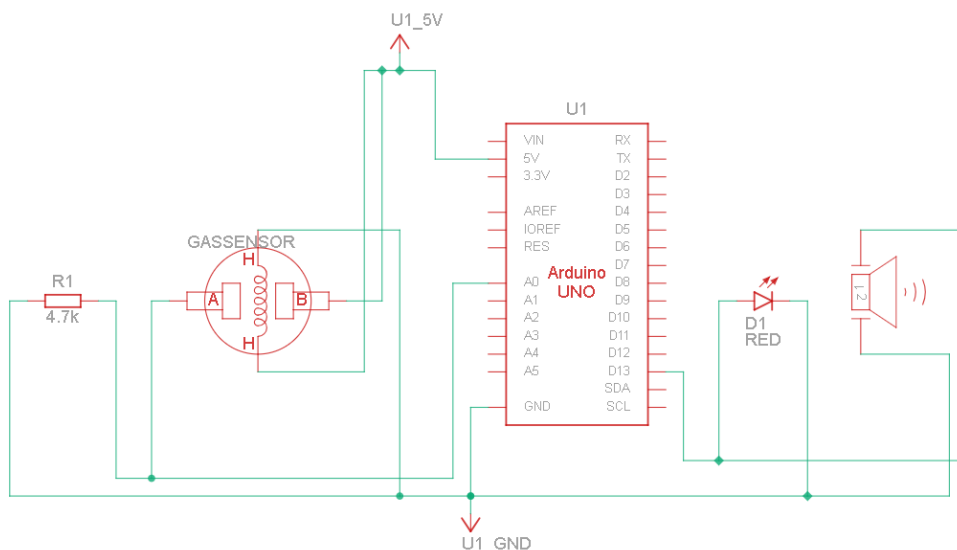 U1_5V
U1
VIN
5V
3.3V
AREF
IOREF
RES
A0
A1
A2
A3
A4
A5
GND
Arduino
UNO
RX
TX
D2
D3
D4
D5
D6
D7
D8
D9
D10
D11
D12
D13
SDA
SCL
GASSENSOR
H
A
B
H
R1
4.7k
D1
RED
1
2
U1_GND